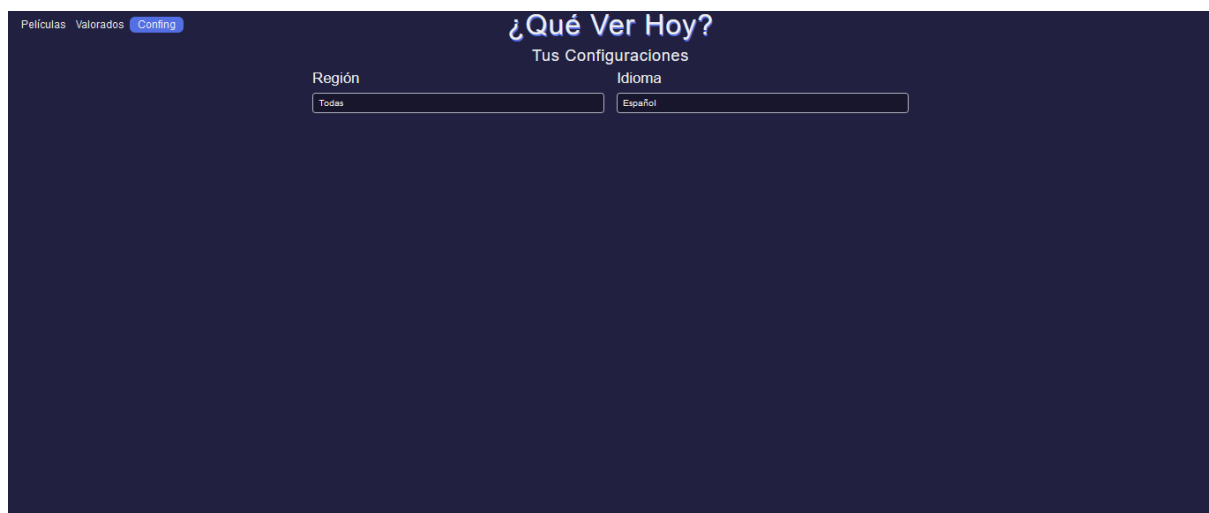 Películas Valorados Confing
¿Qué Ver Hoy?
Tus Configuraciones
Región Idioma
Todas Español